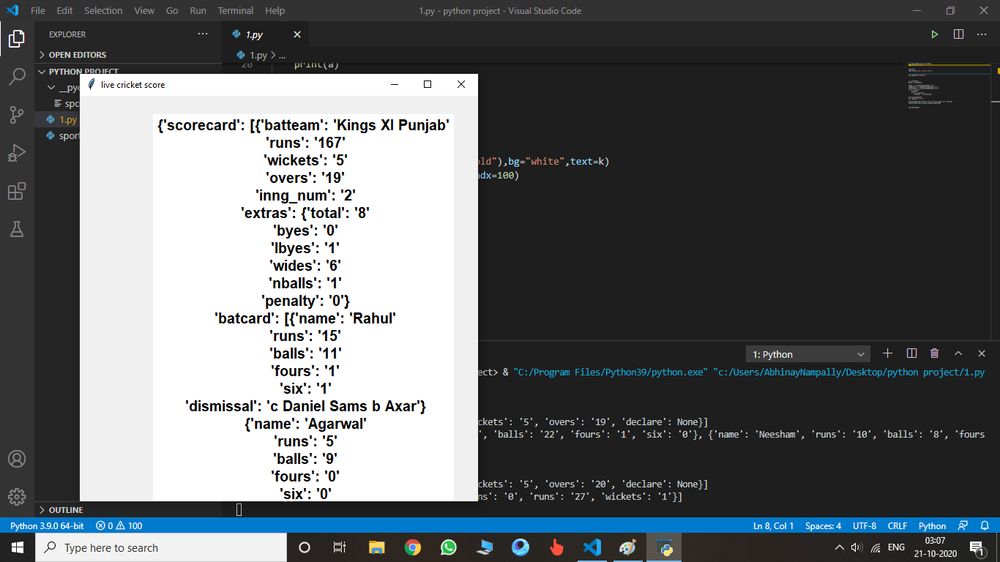 File Edit Selection View Go Run Terminal Help
1.py - python project - Visual Studio Code
EXPLORER
OPEN EDITORS
PYTHON PROJECT
__pyc
spo
1.py
sport
OUTLINE
1.py
1.py > ...
20 print(a)
old"),bg="white",text=k)
dx=100)
live cricket score
{'scorecard': [{'batteam': 'Kings XI Punjab'
'runs': '167'
'wickets': '5'
'overs': '19'
'inng_num': '2'
'extras': {'total': '8'
'byes': '0'
'lbyes': '1'
'wides': '6'
'nballs': '1'
'penalty': '0'}
'batcard': [{'name': 'Rahul'
'runs': '15'
'balls': '11'
'fours': '1'
'six': '1'
'dismissal': 'c Daniel Sams b Axar'}
{'name': 'Agarwal'
'runs': '5'
'balls': '9'
'fours': '0'
'six': '0'
1: Python
ect> & "C:/Program Files/Python39/python.exe" "c:/Users/AbhinayNampally/Desktop/python project/1.py
ckets': '5', 'overs': '19', 'declare': None}]
', 'balls': '22', 'fours': '1', 'six': '0'}, {'name': 'Neesham', 'runs': '10', 'balls': '8', 'fours
ckets': '5', 'overs': '20', 'declare': None}]
ns': '0', 'runs': '27', 'wickets': '1'}]
Python 3.9.0 64-bit 0 100
Ln 8, Col 1 Spaces: 4 UTF-8 CRLF Python
Type here to search
ENG
03:07
21-10-2020
1